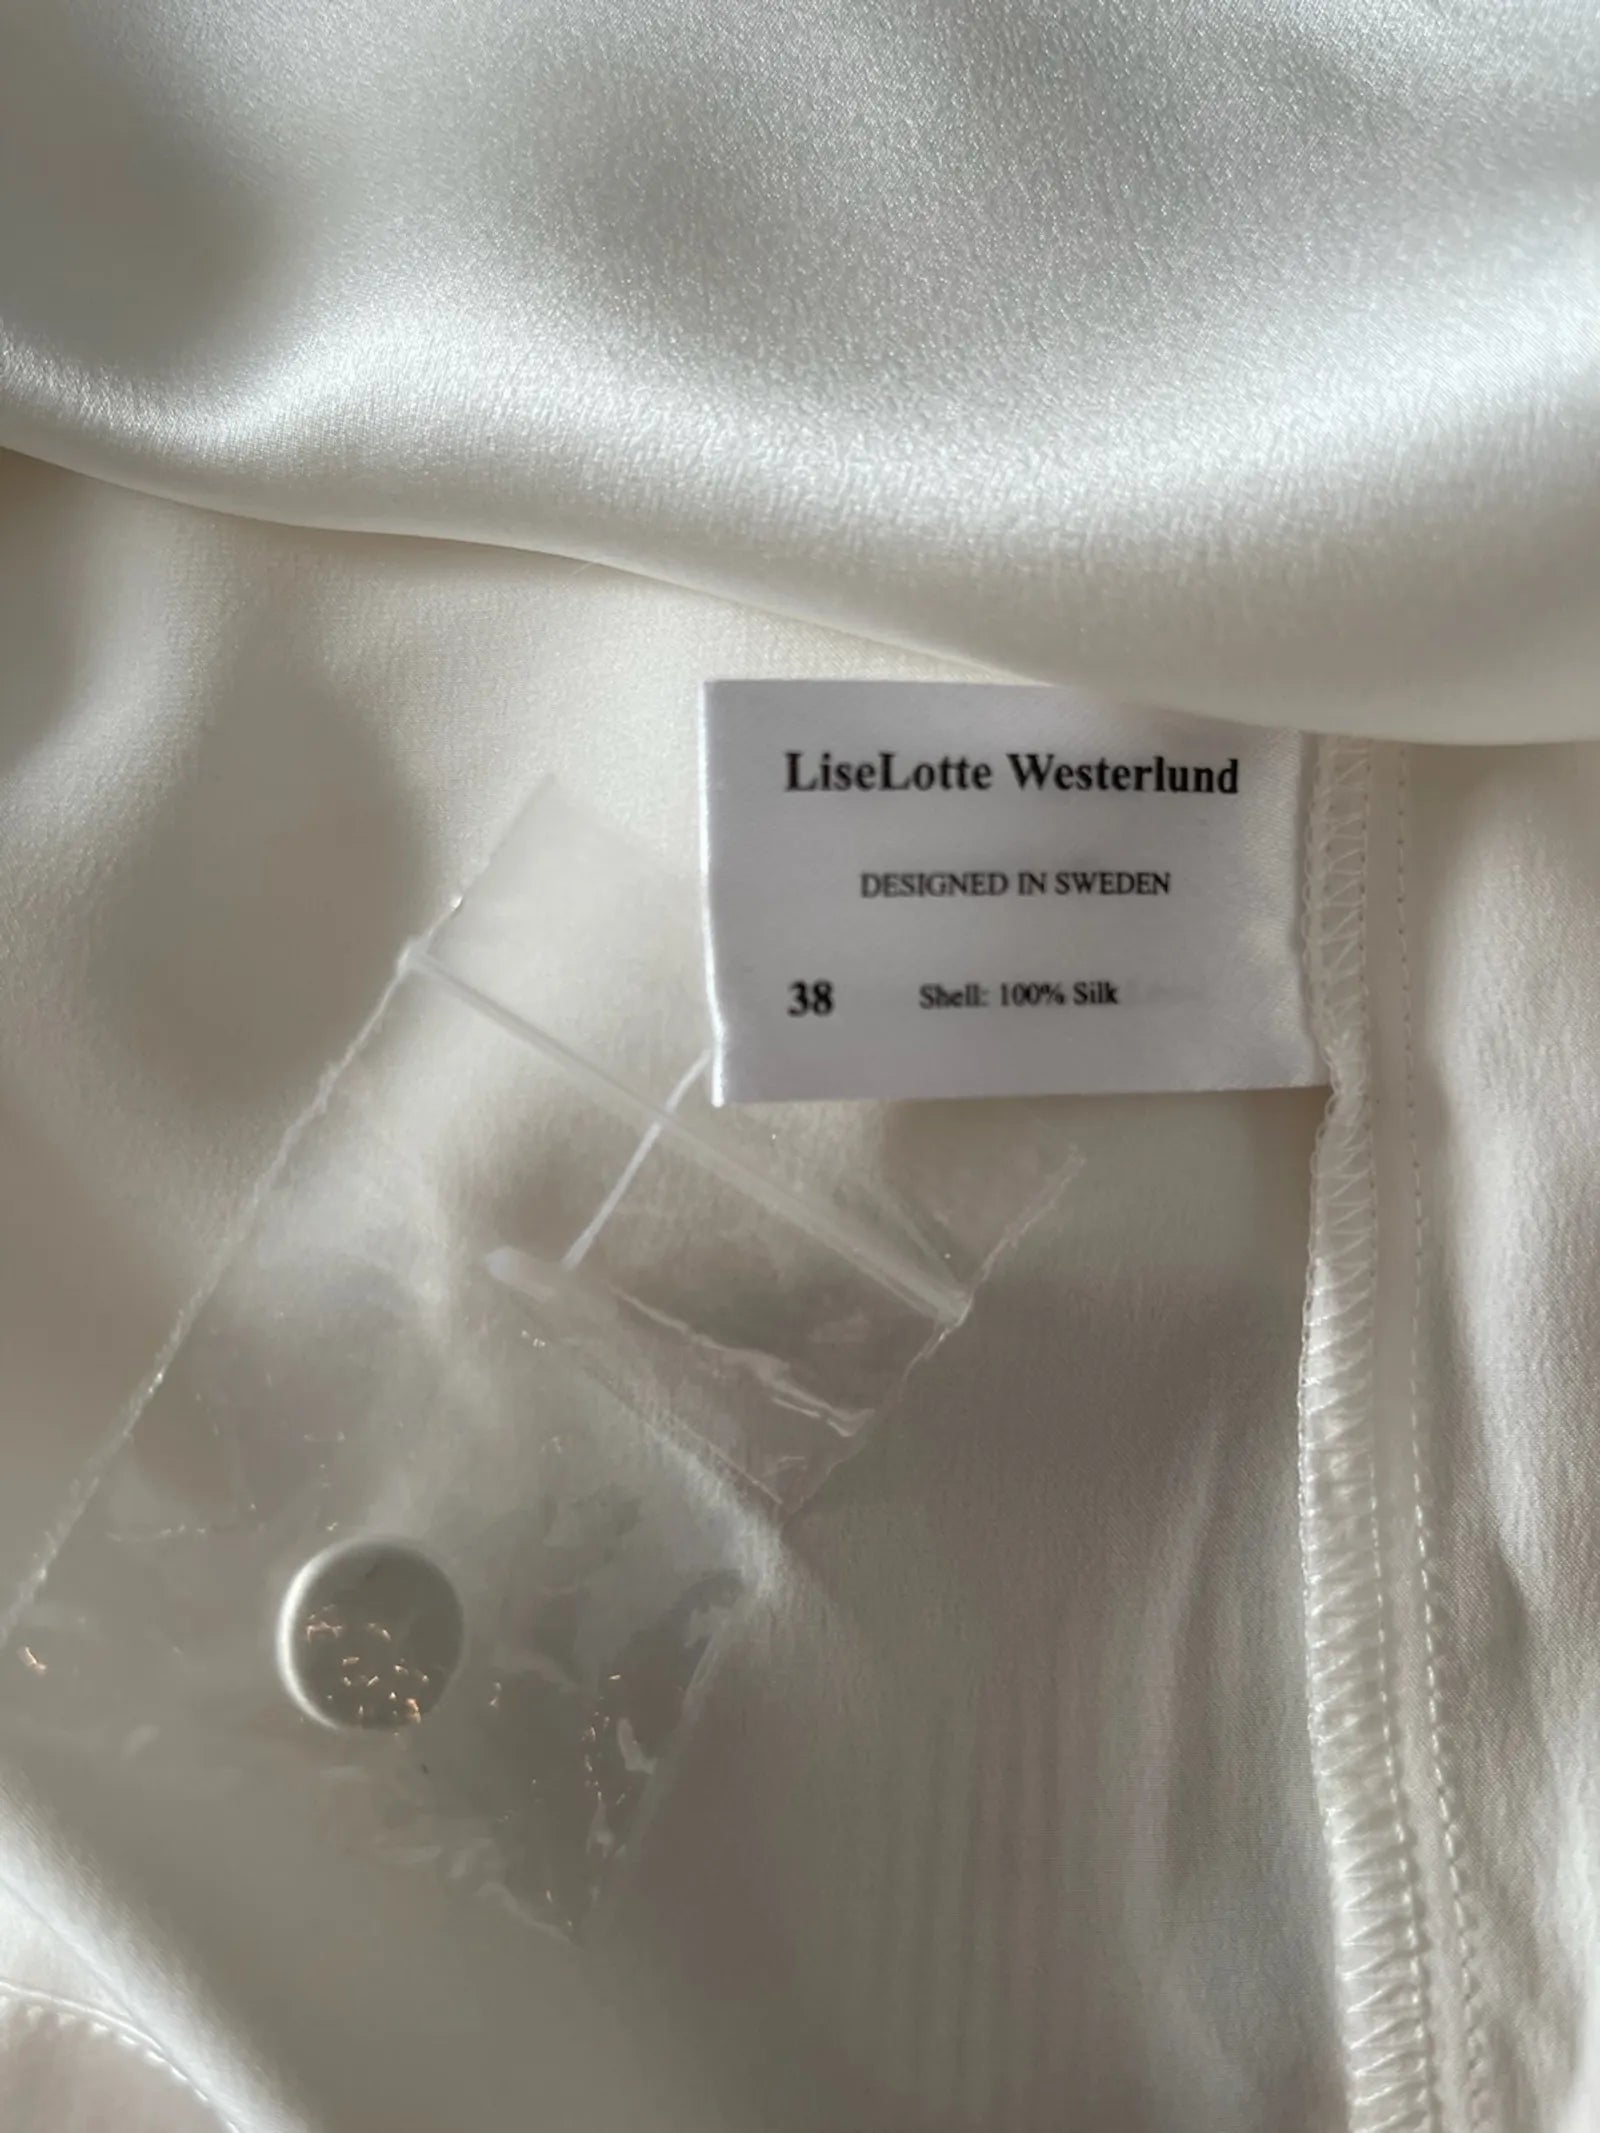 LiseLotte Westerlund
DESIGNED IN SWEDEN
38 Shell: 100% Silk